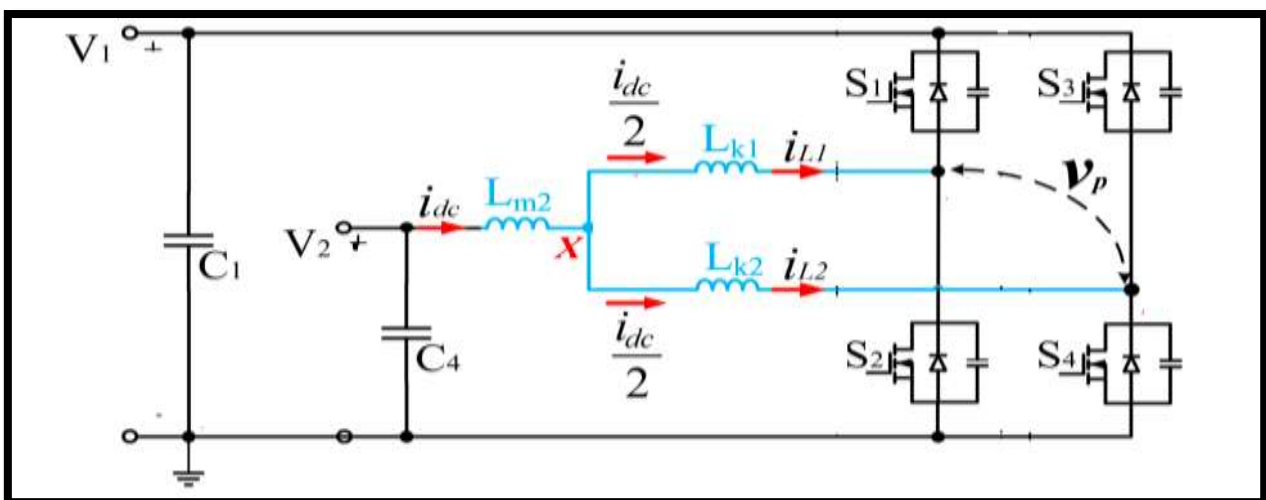 V1
+
C1
V2
+
C4
idc
Lm2
x
idc
2
Lk1
iL1
Lk2
iL2
idc
2
S1
S3
vp
S2
S4